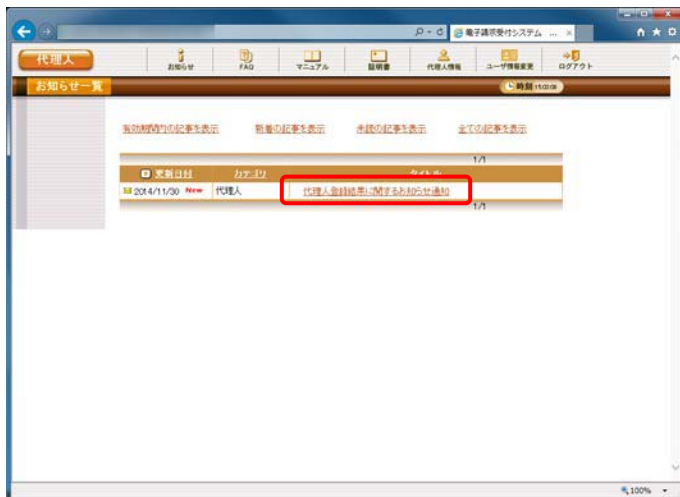 電子請求受付システム ...
代理人
お知らせ FAQ マニュアル 証明書 代理人情報 ユーザ情報変更 ログアウト
お知らせ一覧
時刻
有効期間内の記事を表示 新着の記事を表示 未読の記事を表示 全ての記事を表示
1/1
更新日付 カテゴリ タイトル
2014/11/30 New 代理人 代理人登録結果に関するお知らせ通知
1/1
100%